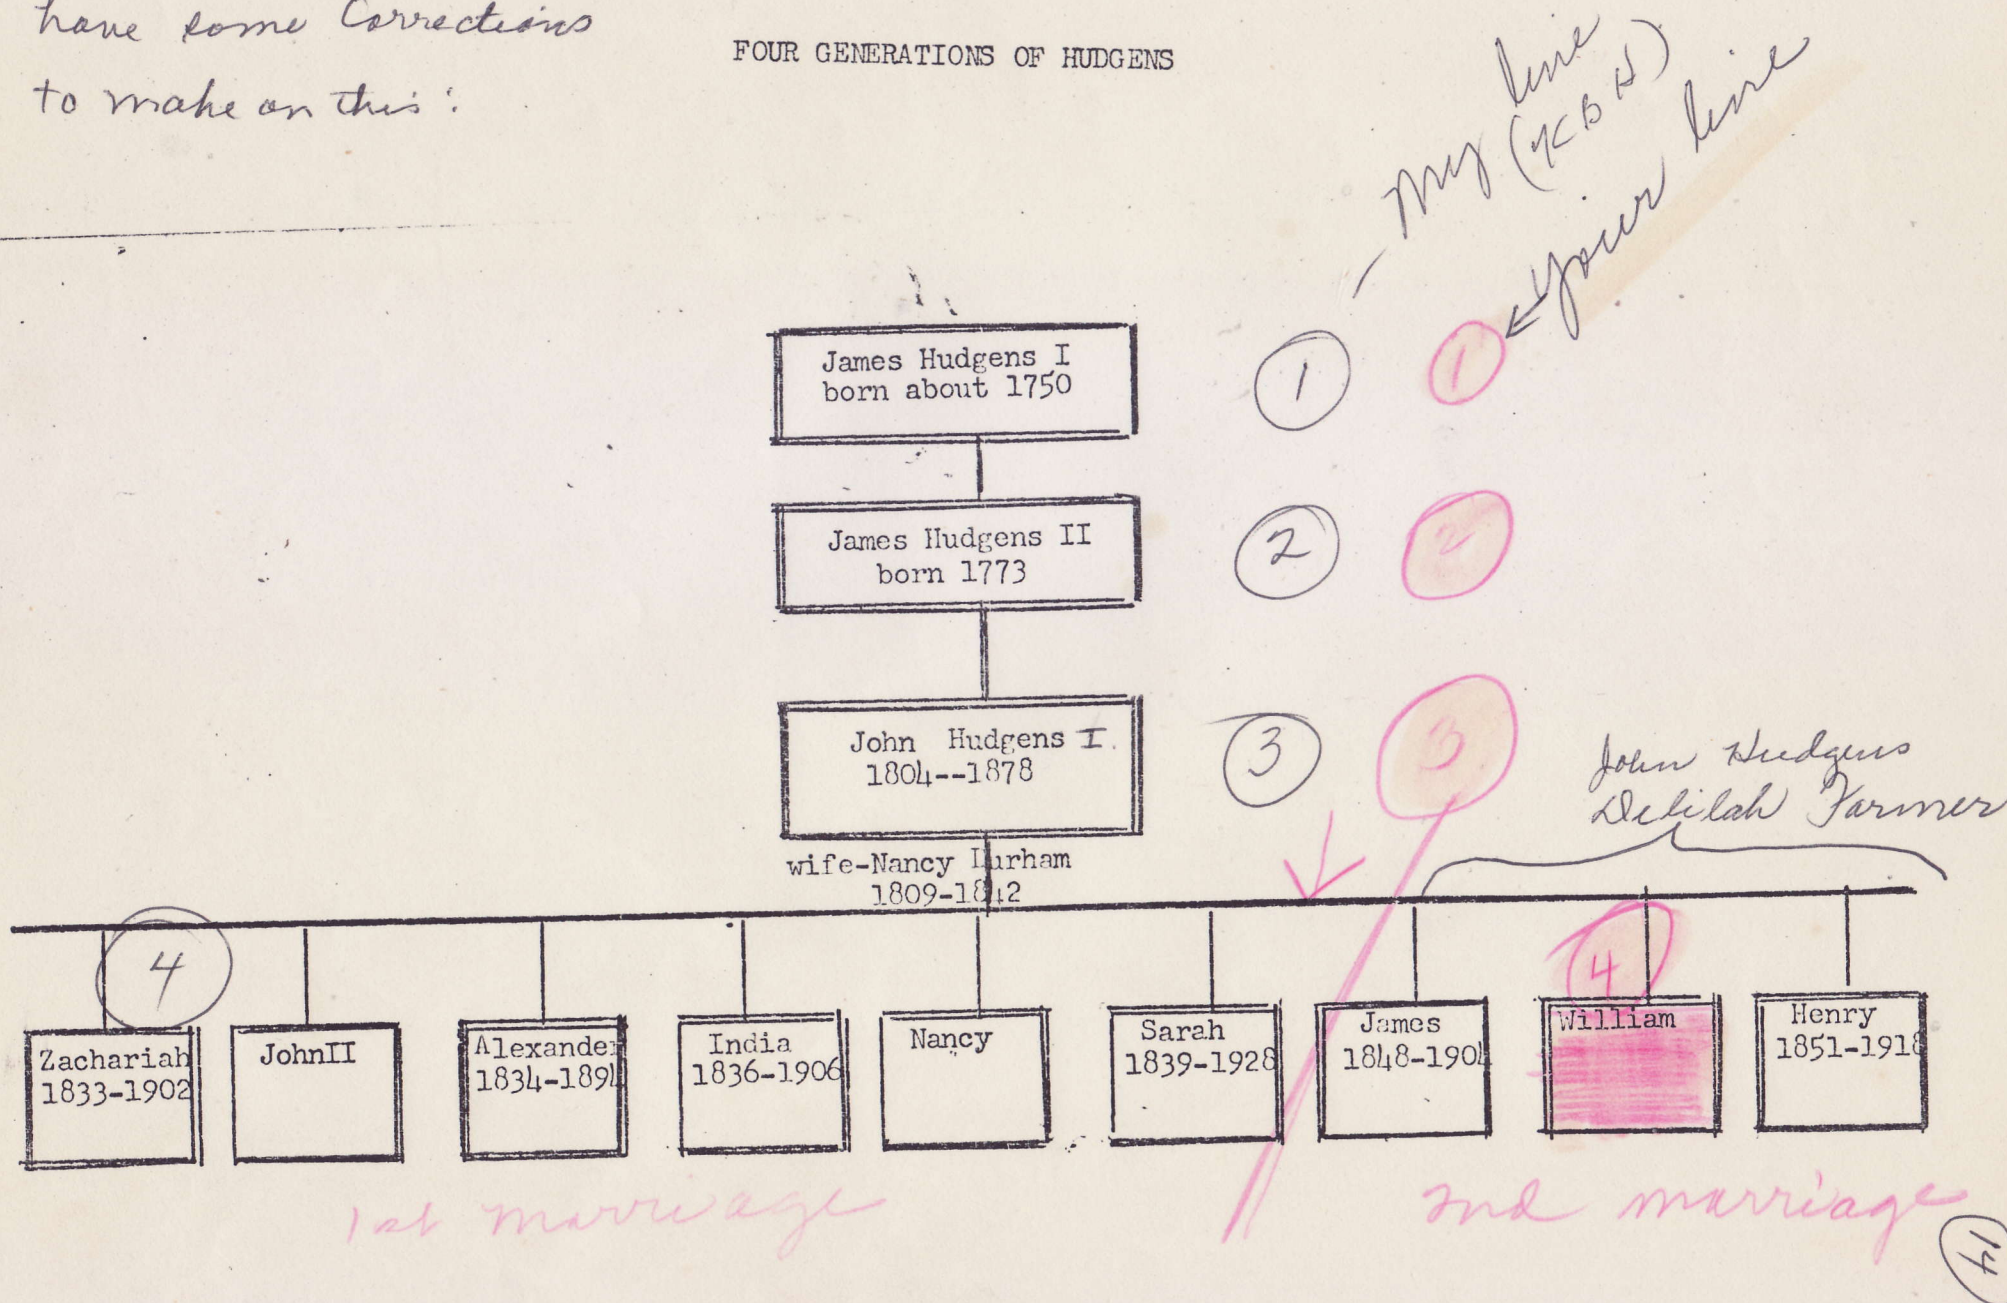 have some Corrections
to make on this:
FOUR GENERATIONS OF HUDGENS
My line
(KBH)
Your line
James Hudgens I
born about 1750
1
1
James Hudgens II
born 1773
2
2
John Hudgens I.
1804--1878
3
3
John Hudgens
Delilah Farmer
wife-Nancy Durham
1809-1842
4
4
Zachariah
1833-1902
JohnII
Alexander
1834-1894
India
1836-1906
Nancy
Sarah
1839-1928
James
1848-1904
William
Henry
1851-1918
1st marriage
2nd marriage
14